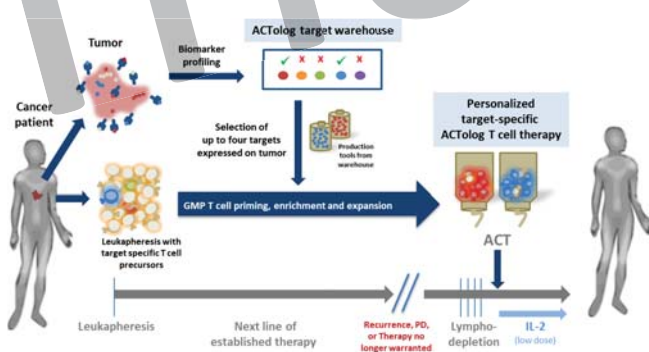 ACTolog target warehouse
Tumor
Biomarker
profiling
Cancer
patient
Selection of
up to four targets
expressed on tumor
Production
tools from
warehouse
Personalized
target-specific
ACTolog T cell therapy
GMP T cell priming, enrichment and expansion
Leukapheresis with
target specific T cell
precursors
ACT
Leukapheresis
Next line of
established therapy
Recurrence, PD,
or Therapy no
longer warranted
Lympho-
depletion
IL-2
(low dose)